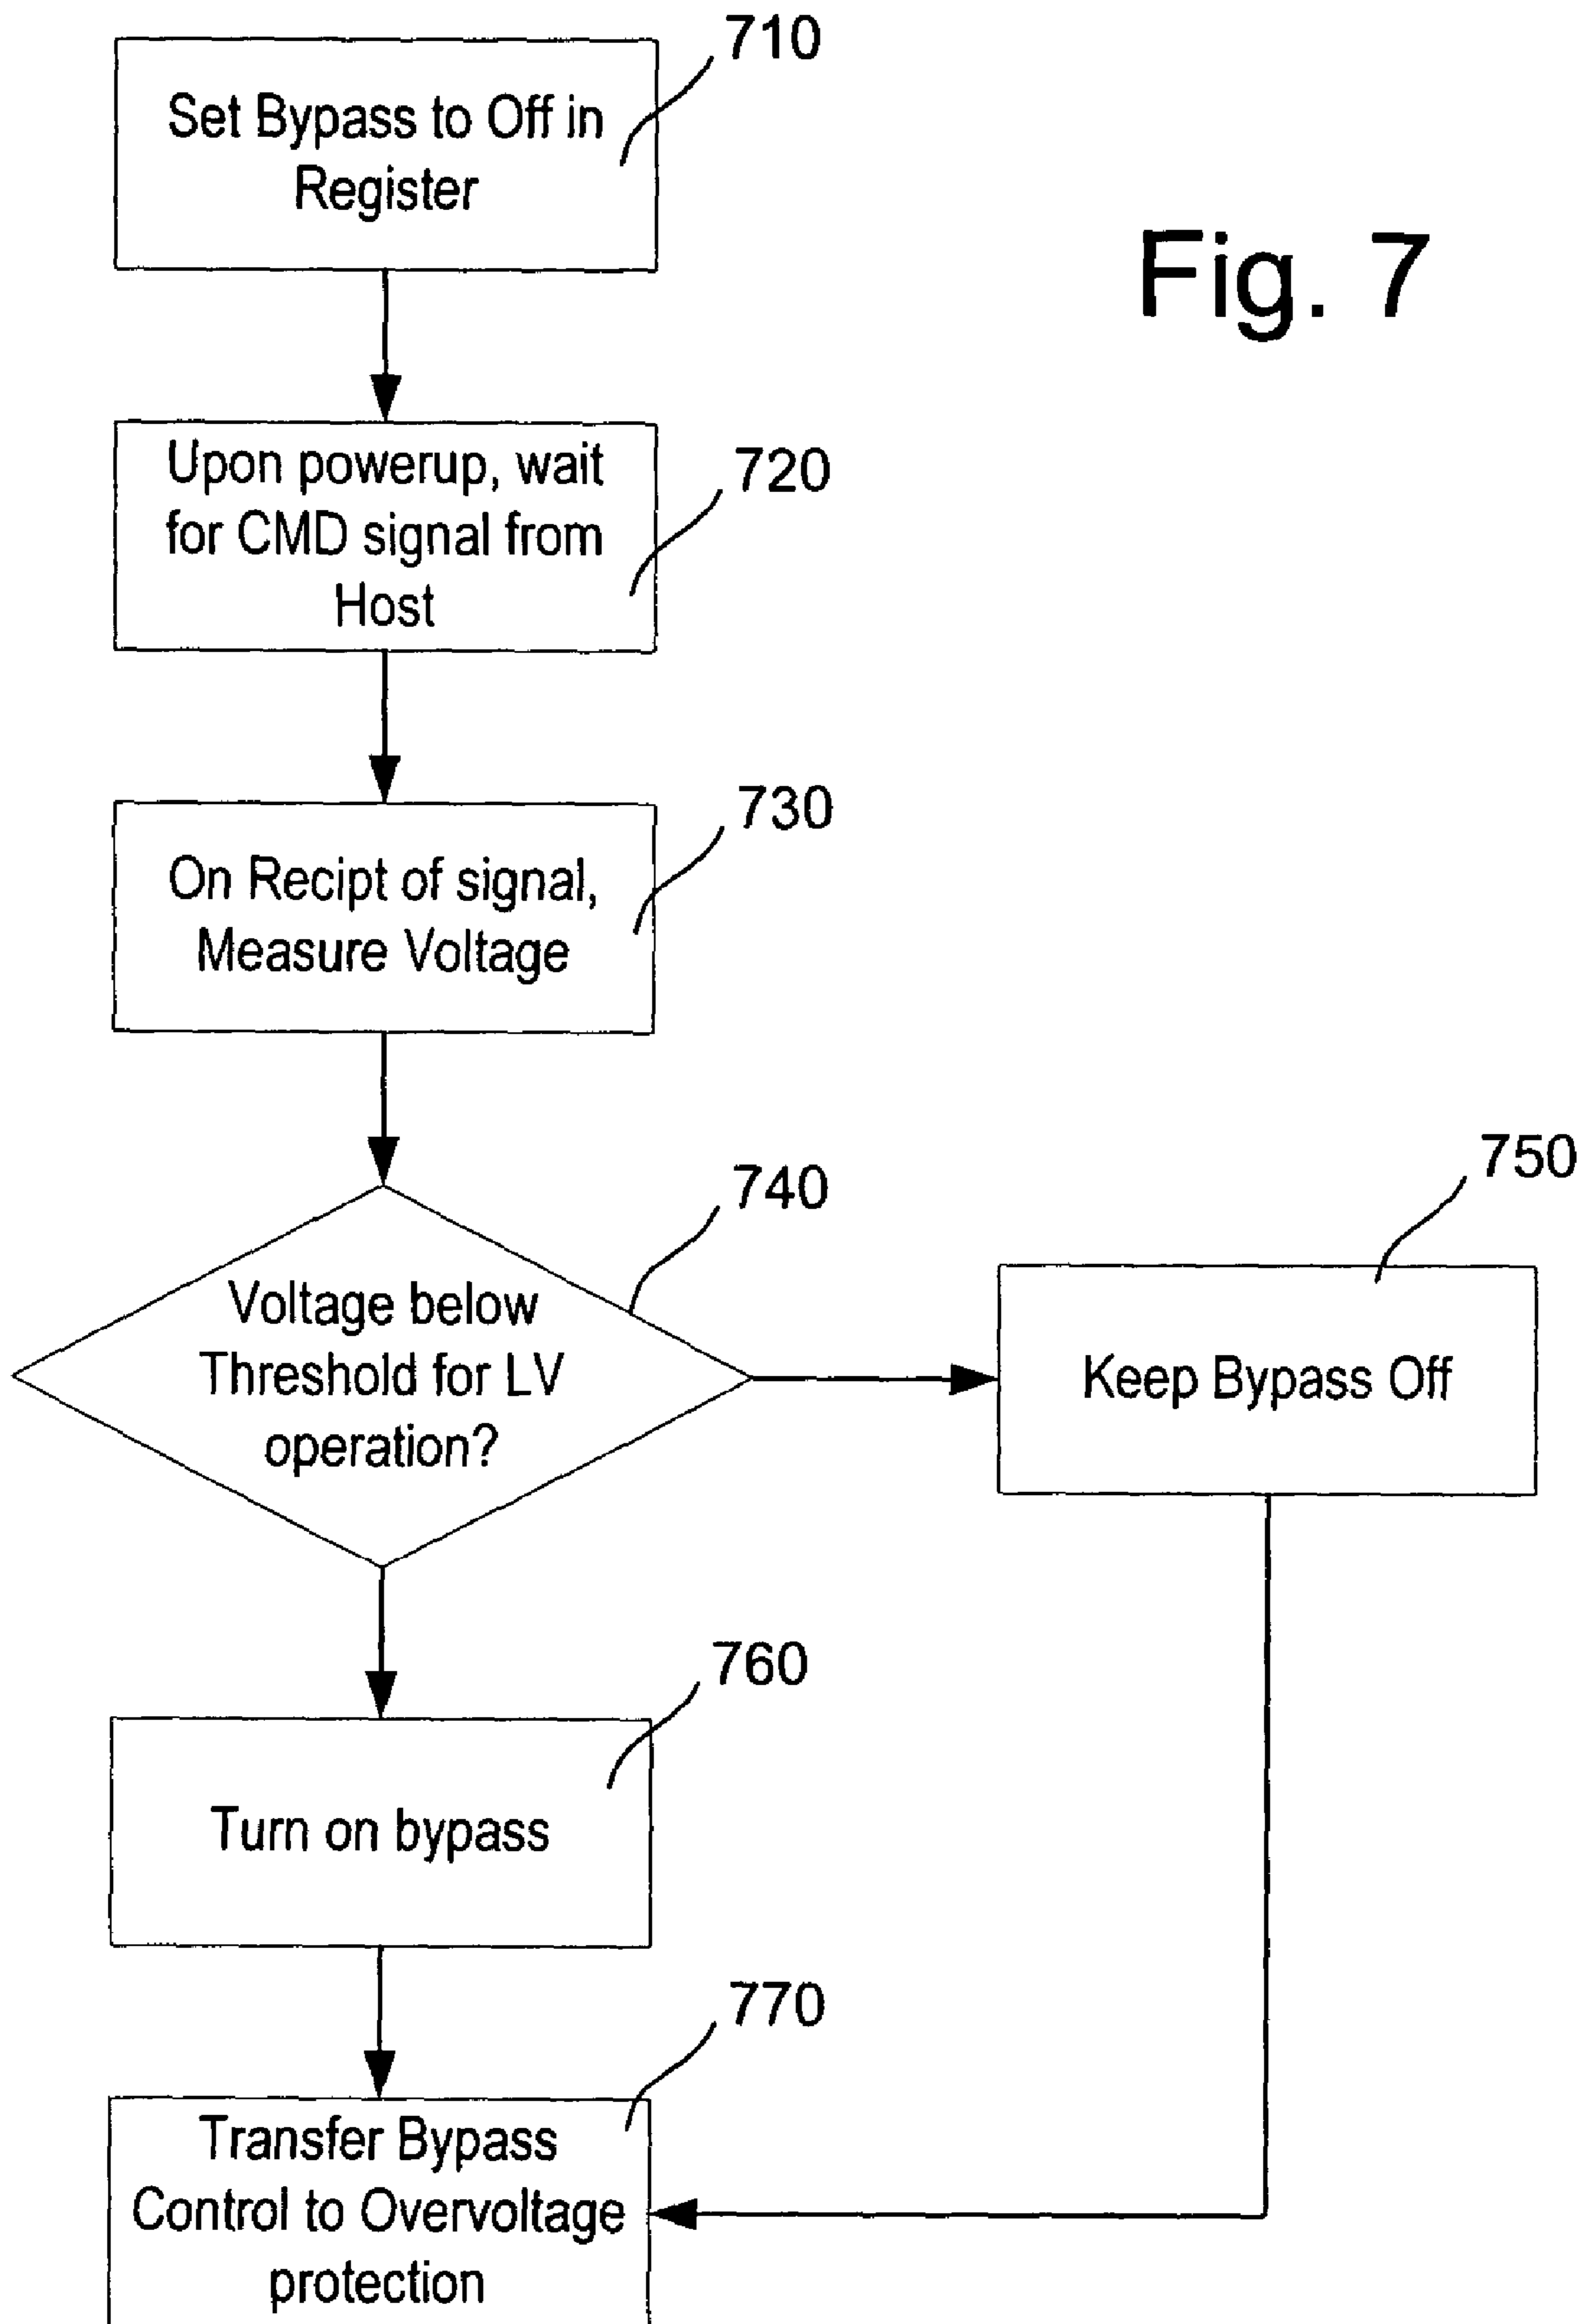 710
Set Bypass to Off in
Register
Fig. 7
720
Upon powerup, wait
for CMD signal from
Host
730
On Recipt of signal,
Measure Voltage
740
Voltage below
Threshold for LV
operation?
750
Keep Bypass Off
760
Turn on bypass
770
Transfer Bypass
Control to Overvoltage
protection